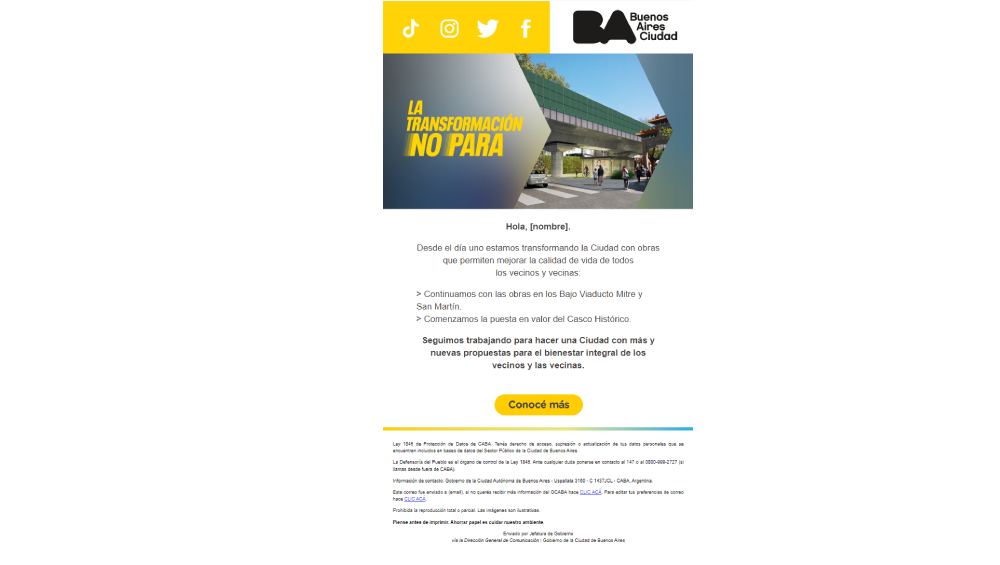 BA Buenos
Aires
Ciudad
LA
TRANSFORMACIÓN
NO PARA
Hola, [nombre].
Desde el día uno estamos transformando la Ciudad con obras
que permiten mejorar la calidad de vida de todos
los vecinos y vecinas:
> Continuamos con las obras en los Bajo Viaducto Mitre y
San Martín.
> Comenzamos la puesta en valor del Casco Histórico.
Seguimos trabajando para hacer una Ciudad con más y
nuevas propuestas para el bienestar integral de los
vecinos y las vecinas.
Conocé más
Ley 1845 de Protección de Datos de CABA. Tenés derecho de acceso, supresión o actualización de tus datos personales que se
encuentren incluidos en bases de datos del Sector Público de la Ciudad de Buenos Aires.
La Defensoría del Pueblo es el órgano de control de la Ley 1845. Ante cualquier duda ponerse en contacto al 147 o al 0800-999-2727 (si
llamas desde fuera de CABA).
Información de contacto: Gobierno de la Ciudad Autónoma de Buenos Aires - Uspallata 3160 - C 1437JCL - CABA, Argentina.
Este correo fue enviado a (email), si no querés recibir más información del GCABA hace CLIC ACÁ. Para editar tus preferencias de correo
hace CLIC ACÁ.
Prohibida la reproducción total o parcial. Las imágenes son ilustrativas.
Piense antes de imprimir. Ahorrar papel es cuidar nuestro ambiente.
Enviado por Jefatura de Gobierno
vía la Dirección General de Comunicación | Gobierno de la Ciudad de Buenos Aires